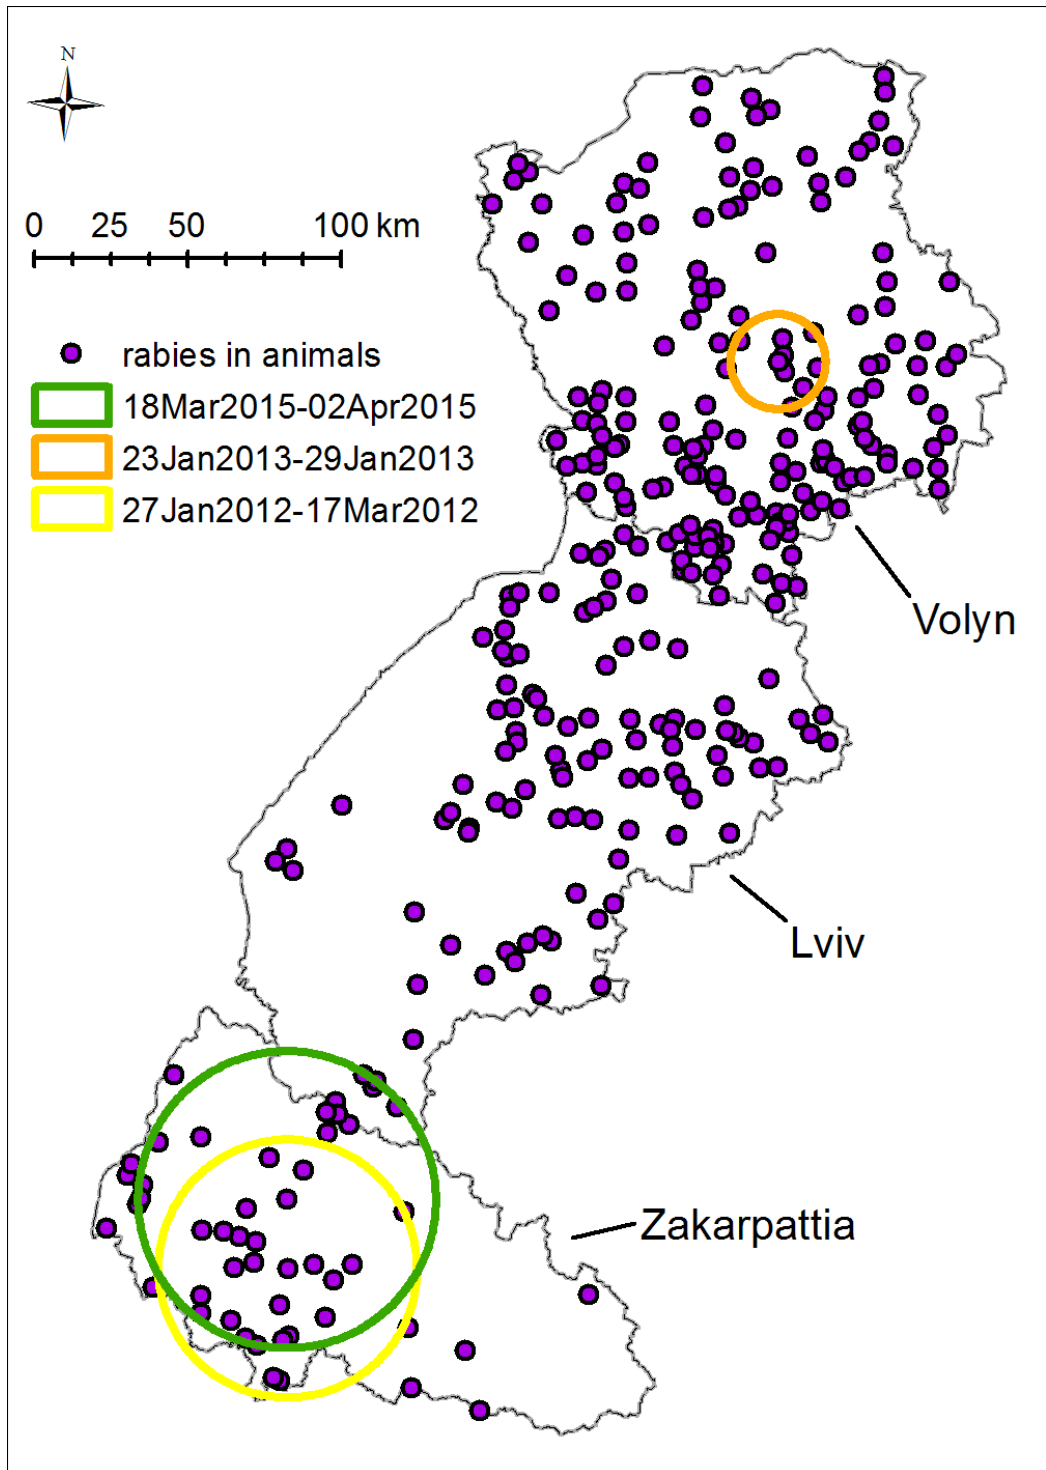 N
0 25 50 100 km
rabies in animals
18Mar2015-02Apr2015
23Jan2013-29Jan2013
27Jan2012-17Mar2012
Volyn
Lviv
Zakarpattia